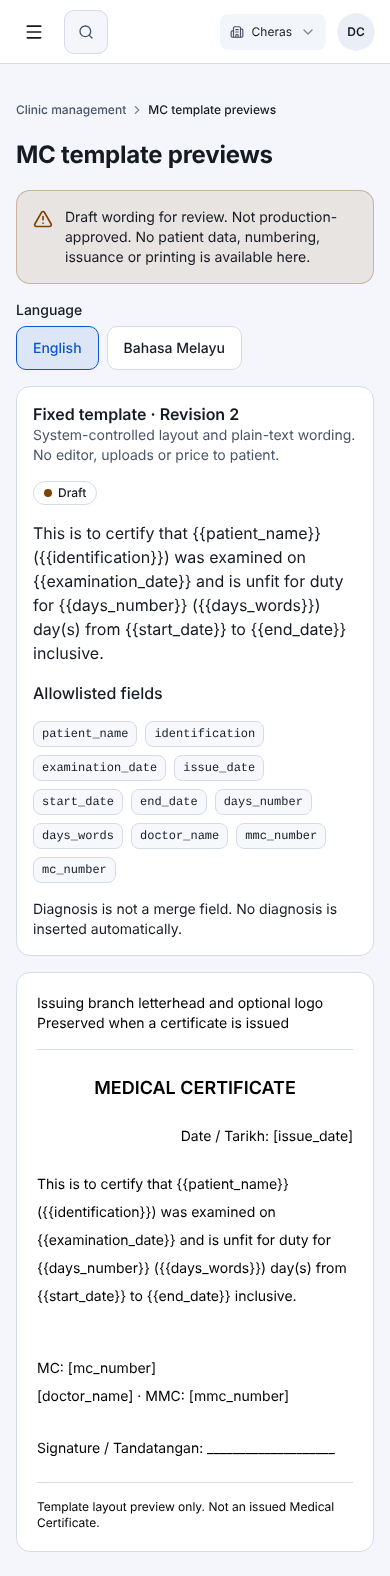 Cheras
DC
Clinic management > MC template previews
MC template previews
Draft wording for review. Not production-
approved. No patient data, numbering,
issuance or printing is available here.
Language
English
Bahasa Melayu
Fixed template · Revision 2
System-controlled layout and plain-text wording.
No editor, uploads or price to patient.
Draft
This is to certify that {{patient_name}}
({{identification}}) was examined on
{{examination_date}} and is unfit for duty
for {{days_number}} ({{days_words}})
day(s) from {{start_date}} to {{end_date}}
inclusive.
Allowlisted fields
patient_name identification
examination_date issue_date
start_date end_date days_number
days_words doctor_name mmc_number
mc_number
Diagnosis is not a merge field. No diagnosis is
inserted automatically.
Issuing branch letterhead and optional logo
Preserved when a certificate is issued
MEDICAL CERTIFICATE
Date / Tarikh: [issue_date]
This is to certify that {{patient_name}}
({{identification}}) was examined on
{{examination_date}} and is unfit for duty for
{{days_number}} ({{days_words}}) day(s) from
{{start_date}} to {{end_date}} inclusive.
MC: [mc_number]
[doctor_name] · MMC: [mmc_number]
Signature / Tandatangan: ____________________
Template layout preview only. Not an issued Medical
Certificate.